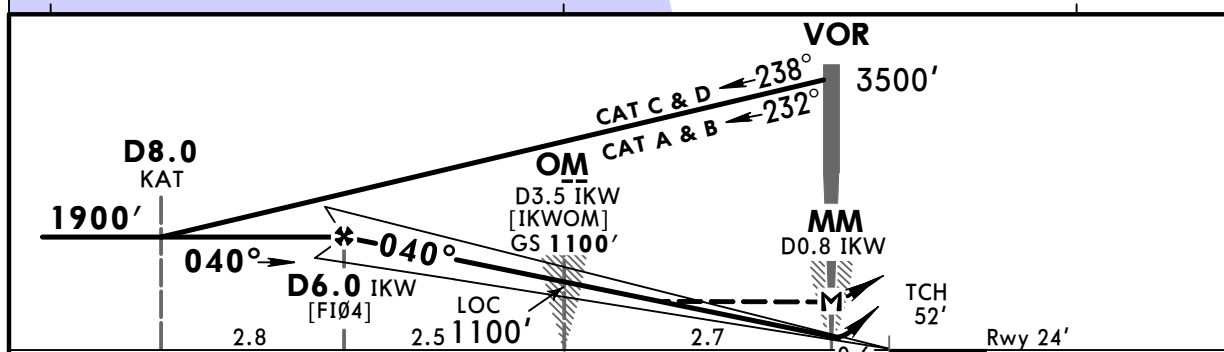 VOR
3500'
CAT C & D 238°
CAT A & B 232°
D8.0
KAT
OM
D3.5 IKW
[IKWOM]
GS 1100'
MM
D0.8 IKW
1900'
040°
040°
D6.0 IKW
[FI04]
LOC
1100'
M
TCH
52'
2.8
2.5
2.7
Rwy 24'